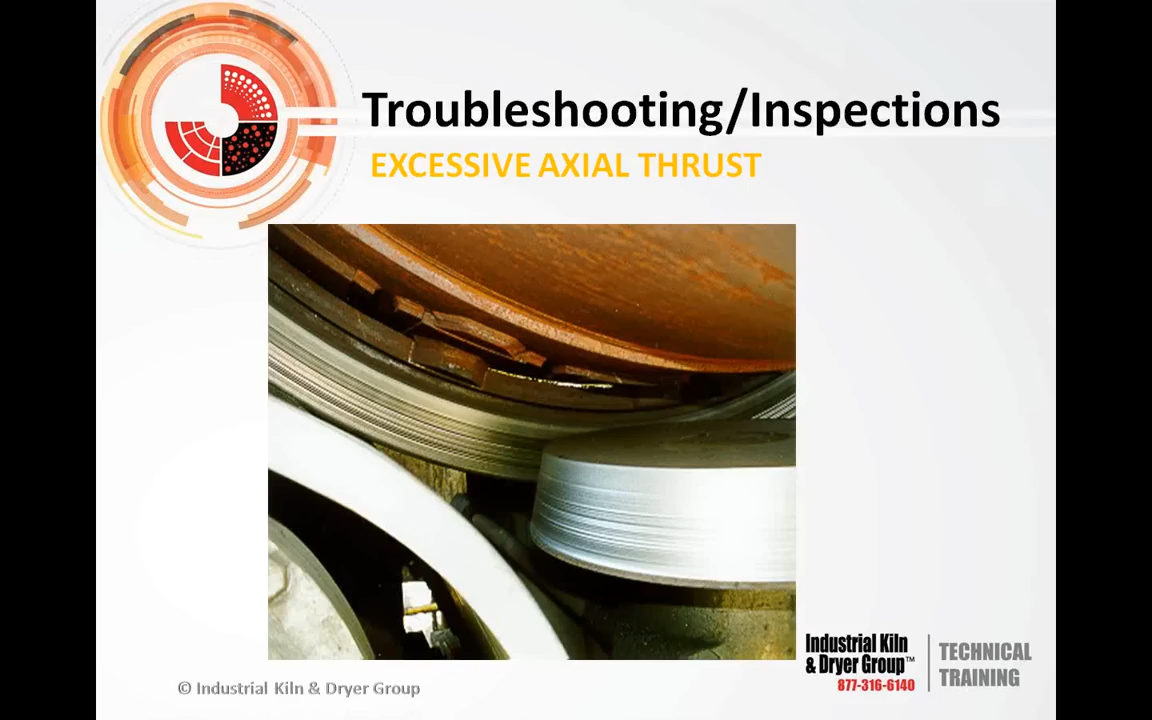 Troubleshooting/Inspections
EXCESSIVE AXIAL THRUST
Industrial Kiln
& Dryer Group™
877-316-6140
TECHNICAL
TRAINING
© Industrial Kiln & Dryer Group